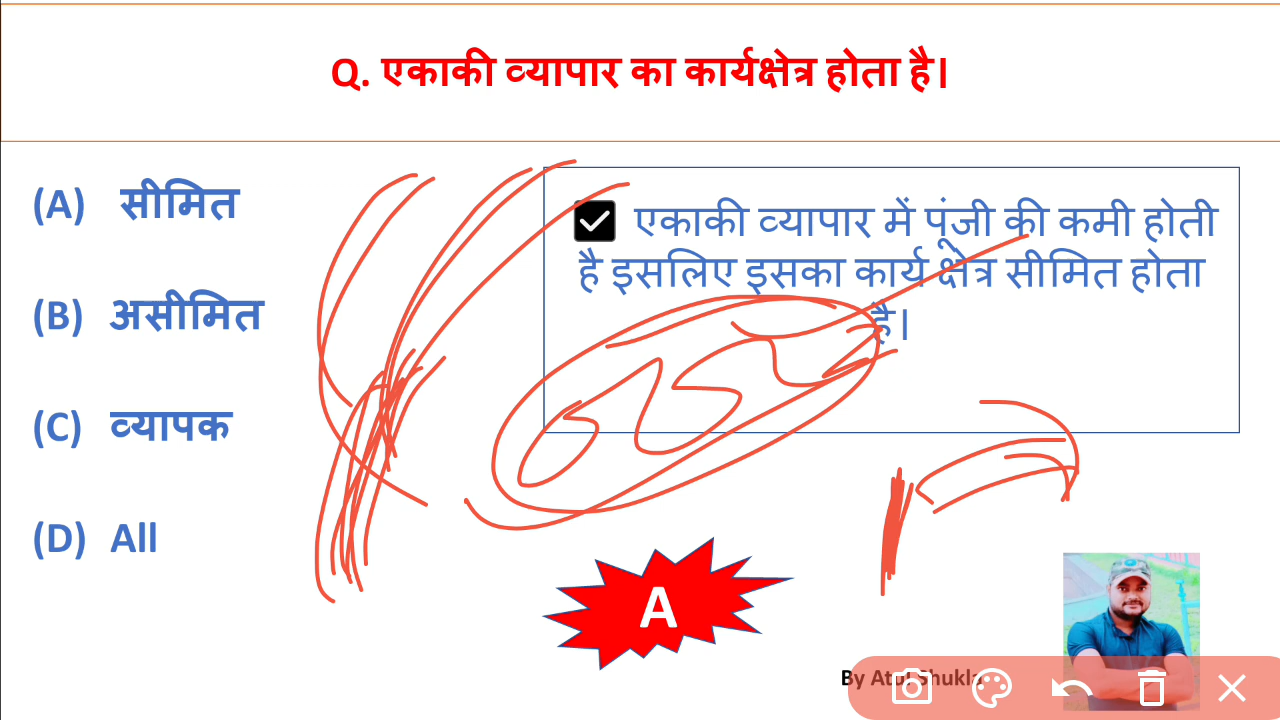 Q. एकाकी व्यापार का कार्यक्षेत्र होता है।
(A) सीमित
(B) असीमित
(C) व्यापक
(D) All
एकाकी व्यापार में पूंजी की कमी होती
है इसलिए इसका कार्य क्षेत्र सीमित होता
है।
A
By Atul Shukla